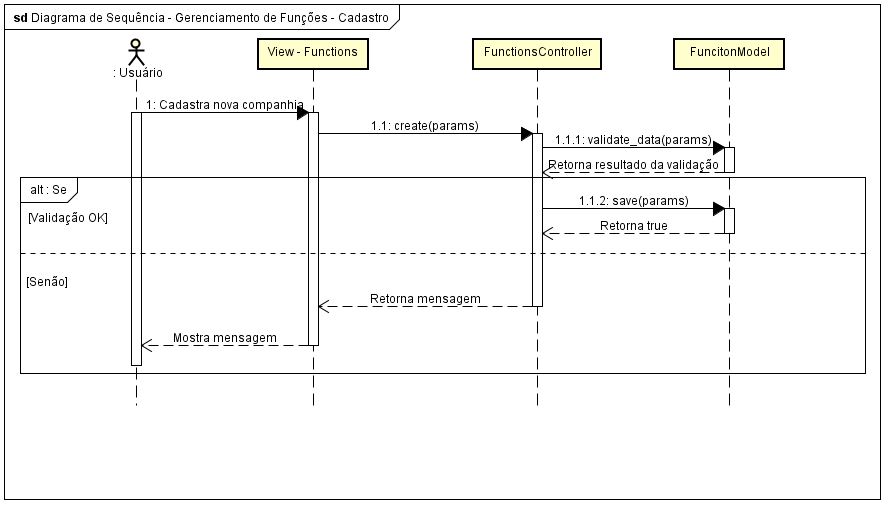 sd Diagrama de Sequência - Gerenciamento de Funções - Cadastro
: Usuário
View - Functions
FunctionsController
FuncitonModel
1: Cadastra nova companhia
1.1: create(params)
1.1.1: validate_data(params)
Retorna resultado da validação
alt : Se
[Validação OK]
1.1.2: save(params)
Retorna true
[Senão]
Retorna mensagem
Mostra mensagem